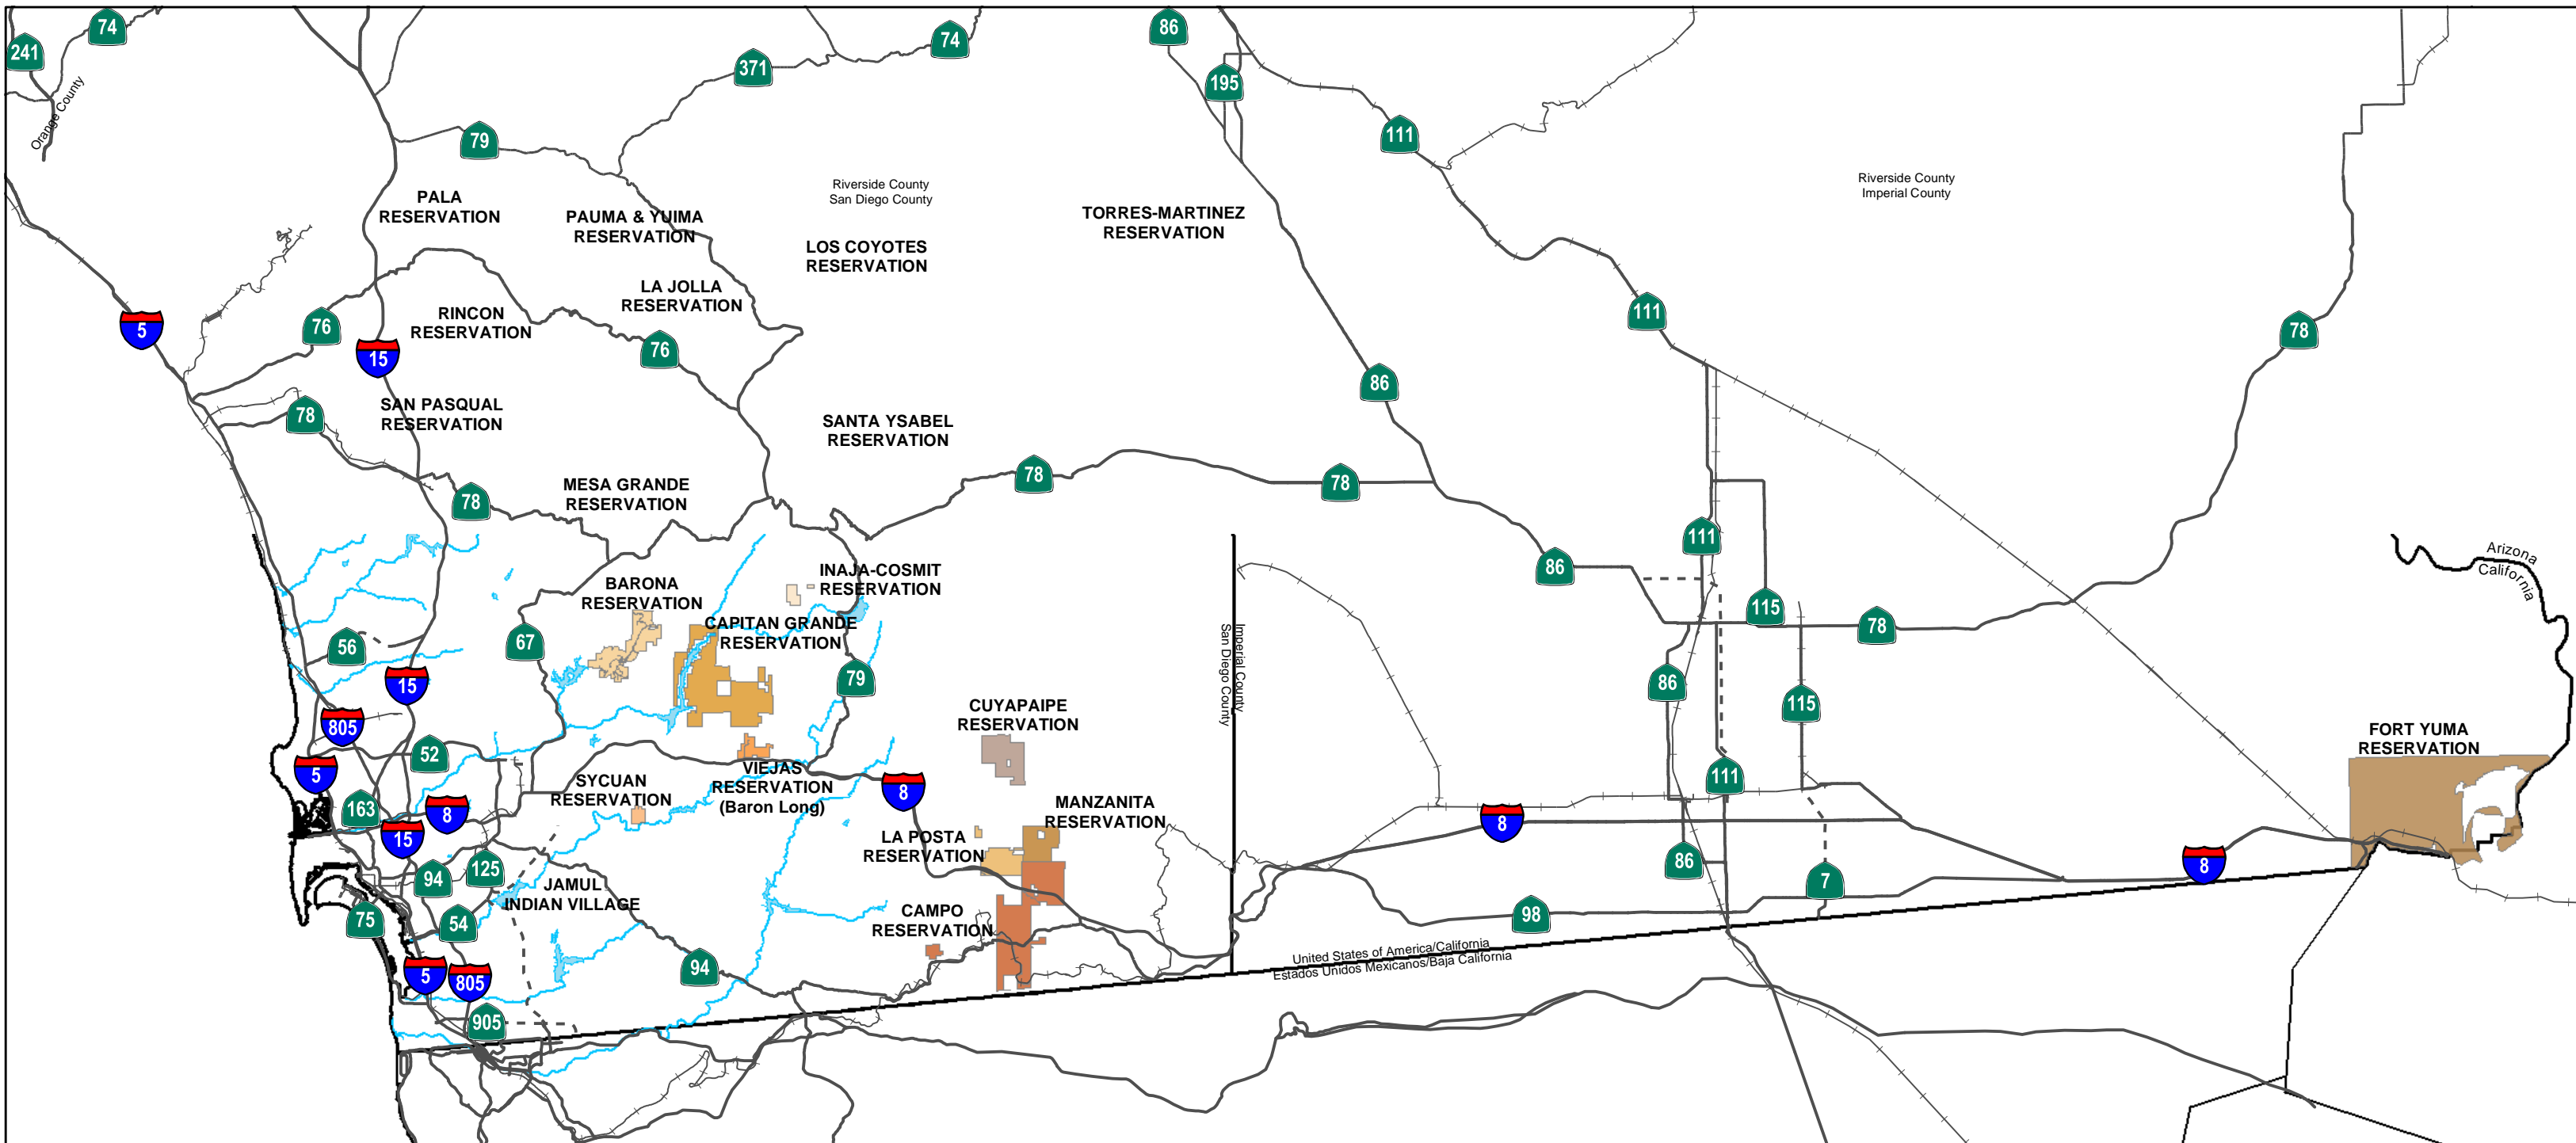 241
74
Orange County
371
74
86
195
111
79
PALA
RESERVATION
PAUMA & YUIMA
RESERVATION
Riverside County
San Diego County
LOS COYOTES
RESERVATION
TORRES-MARTINEZ
RESERVATION
Riverside County
Imperial County
LA JOLLA
RESERVATION
RINCON
RESERVATION
5
76
15
76
111
78
86
78
SAN PASQUAL
RESERVATION
SANTA YSABEL
RESERVATION
78
MESA GRANDE
RESERVATION
78
78
111
86
Arizona
California
BARONA
RESERVATION
INAJA-COSMIT
RESERVATION
CAPITAN GRANDE
RESERVATION
115
78
56
67
15
79
Imperial County
San Diego County
86
115
805
52
CUYAPAIPE
RESERVATION
FORT YUMA
RESERVATION
5
VIEJAS
RESERVATION
(Baron Long)
SYCUAN
RESERVATION
8
111
163
8
15
MANZANITA
RESERVATION
8
LA POSTA
RESERVATION
94
125
JAMUL
INDIAN VILLAGE
86
7
8
75
54
CAMPO
RESERVATION
98
94
5
805
United States of America/California
Estados Unidos Mexicanos/Baja California
905